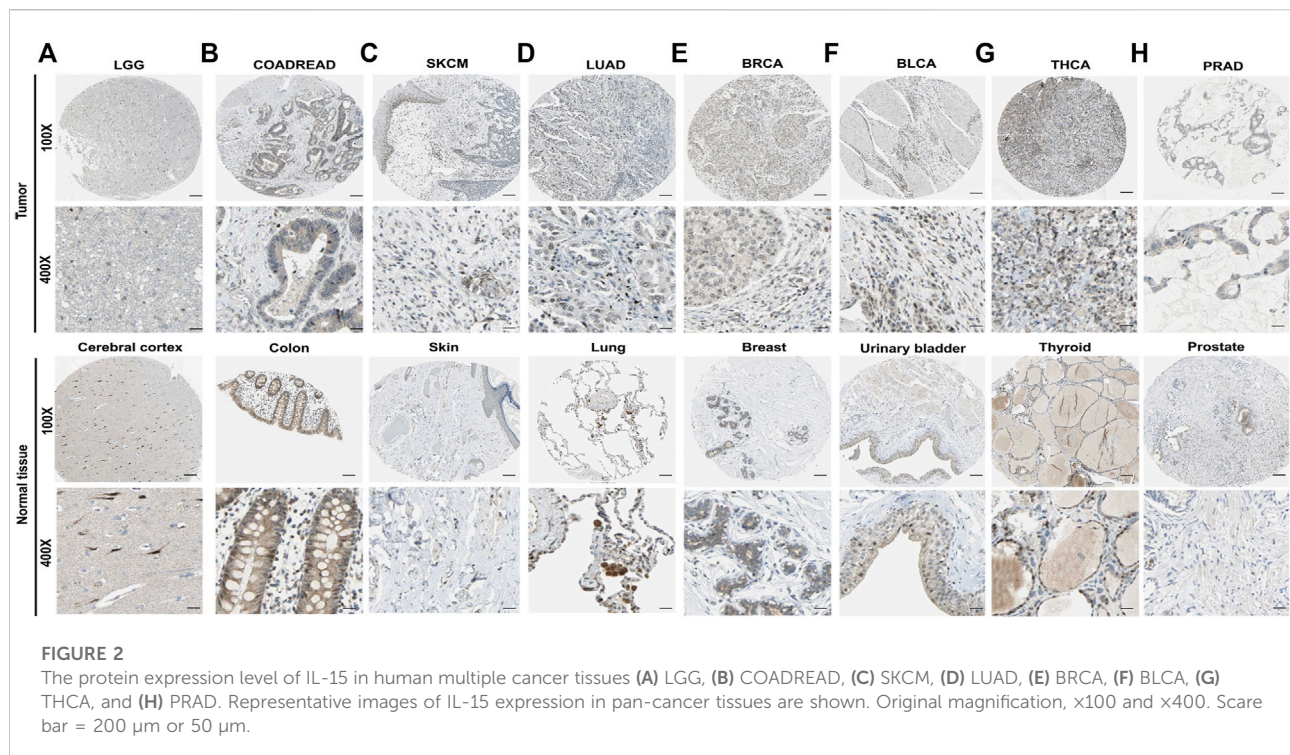 A B C D E F G H
LGG COADREAD SKCM LUAD BRCA BLCA THCA PRAD
Tumor
100X
400X
Cerebral cortex Colon Skin Lung Breast Urinary bladder Thyroid Prostate
Normal tissue
100X
400X
FIGURE 2
The protein expression level of IL-15 in human multiple cancer tissues (A) LGG, (B) COADREAD, (C) SKCM, (D) LUAD, (E) BRCA, (F) BLCA, (G)
THCA, and (H) PRAD. Representative images of IL-15 expression in pan-cancer tissues are shown. Original magnification, ×100 and ×400. Scare
bar = 200 μm or 50 μm.